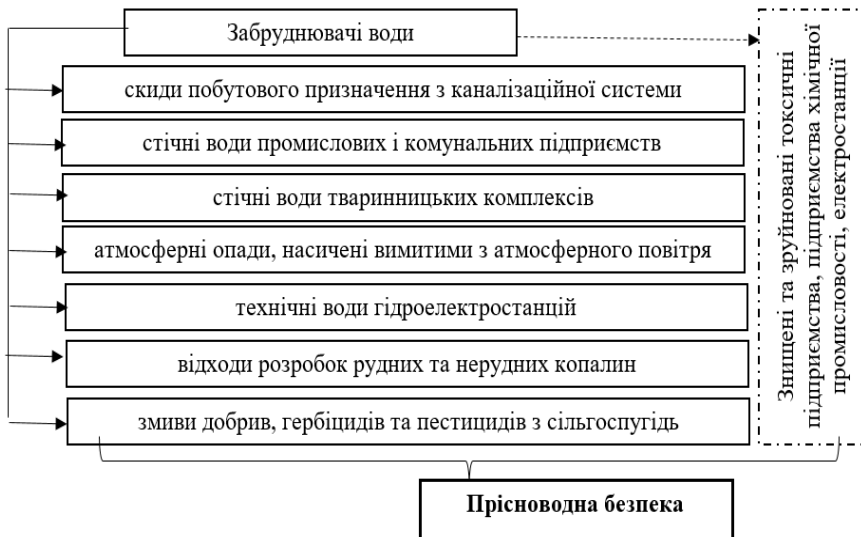 Забруднювачі води
скиди побутового призначення з каналізаційної системи
стічні води промислових і комунальних підприємств
стічні води тваринницьких комплексів
атмосферні опади, насичені вимитими з атмосферного повітря
технічні води гідроелектростанцій
відходи розробок рудних та нерудних копалин
змиви добрив, гербіцидів та пестицидів з сільгоспугідь
Знищені та зруйновані токсичні
підприємства, підприємства хімічної
промисловості, електростанції
Прісноводна безпека